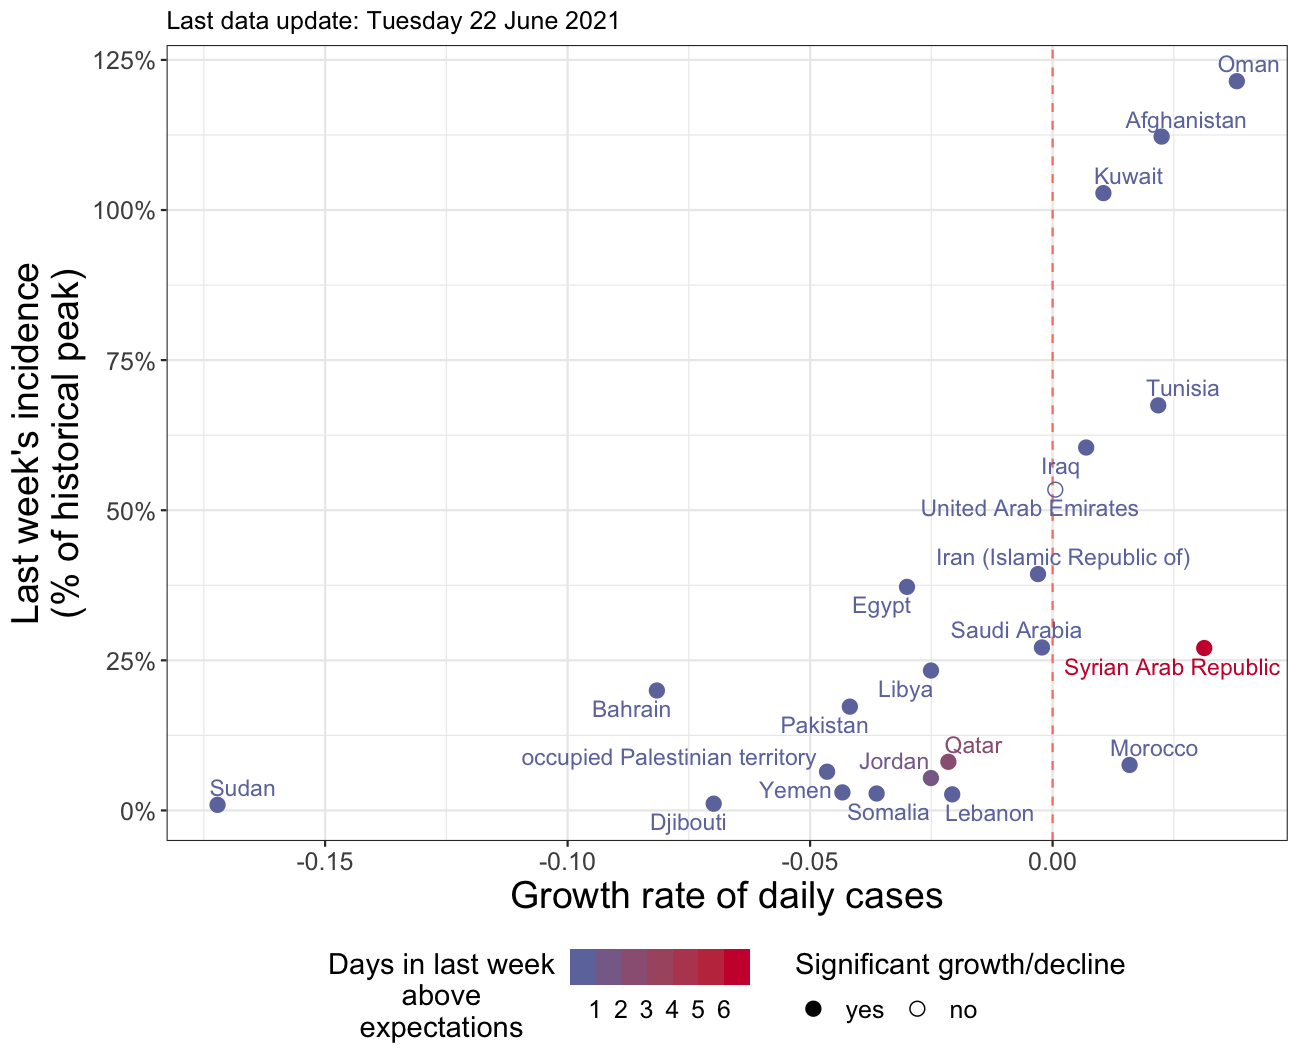 Last data update: Tuesday 22 June 2021
125%
100%
75%
50%
25%
0%
Last week's incidence
(% of historical peak)
Oman
Afghanistan
Kuwait
Tunisia
Iraq
United Arab Emirates
Iran (Islamic Republic of)
Egypt
Saudi Arabia
Syrian Arab Republic
Libya
Bahrain
Pakistan
Qatar
Morocco
occupied Palestinian territory
Jordan
Sudan
Yemen
Somalia
Lebanon
Djibouti
-0.15 -0.10 -0.05 0.00
Growth rate of daily cases
Days in last week
above
expectations
1 2 3 4 5 6
Significant growth/decline
yes no